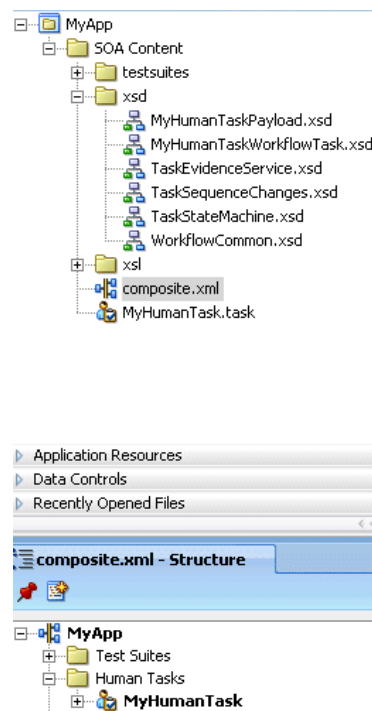 MyApp
SOA Content
testsuites
xsd
MyHumanTaskPayload.xsd
MyHumanTaskWorkflowTask.xsd
TaskEvidenceService.xsd
TaskSequenceChanges.xsd
TaskStateMachine.xsd
WorkflowCommon.xsd
xsl
composite.xml
MyHumanTask.task
Application Resources
Data Controls
Recently Opened Files
composite.xml - Structure
MyApp
Test Suites
Human Tasks
MyHumanTask